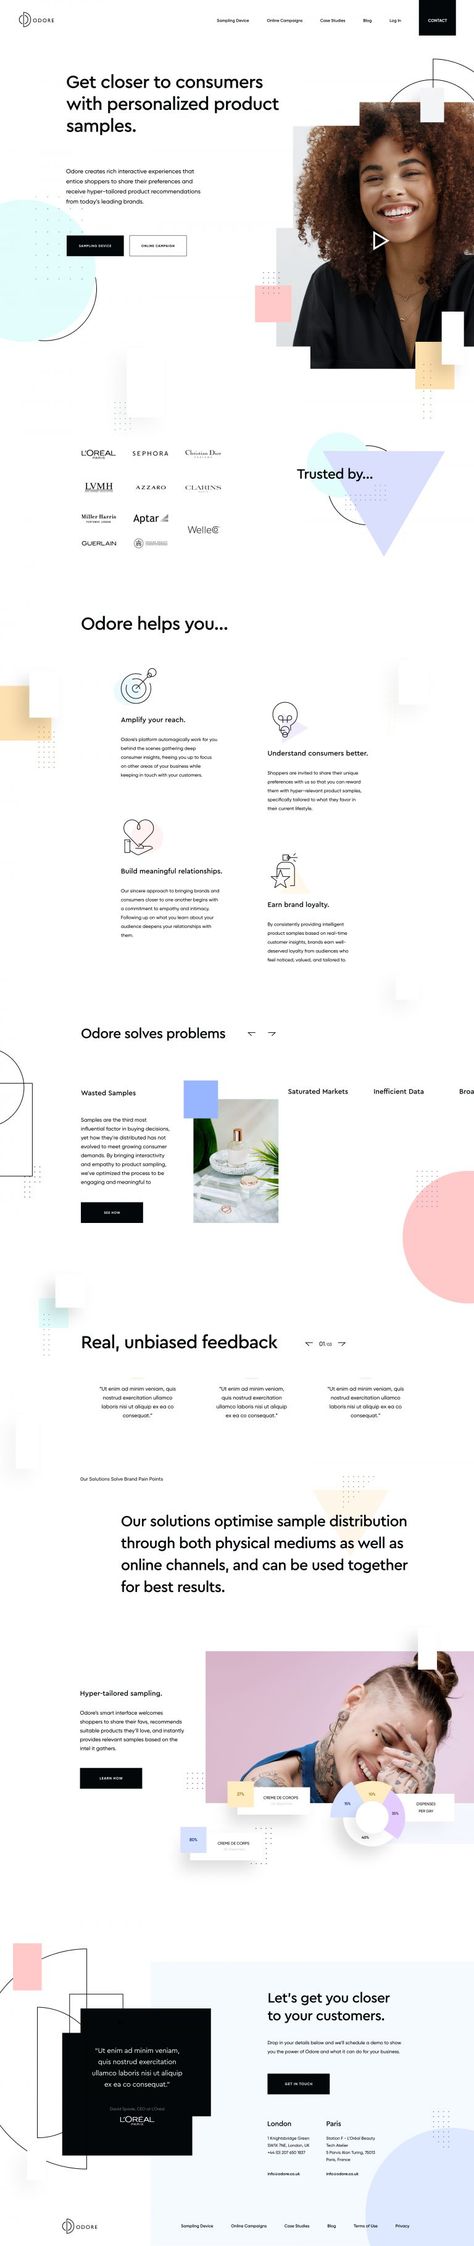 ODORE
Sampling Device
Online Campaigns
Case Studies
Blog
Log In
CONTACT
Get closer to consumers
with personalized product
samples.
Odore creates rich interactive experiences that
entice shoppers to share their preferences and
receive hyper-tailored product recommendations
from today's leading brands.
SAMPLING DEVICE
ONLINE CAMPAIGN
L'ORÉAL
PARIS
SEPHORA
Christian Dior
PARFUMS
Trusted by...
LVMH
AZZARO
CLARINS
Miller Harris
Aptar
WelleCo
GUERLAIN
Odore helps you...
Amplify your reach.
Odore's platform automagically work for you
behind the scenes gathering deep
consumer insights, freeing you up to focus
on other areas of your business while
keeping in touch with your customers.
Understand consumers better.
Shoppers are invited to share their unique
preferences with us so that you can reward
them with hyper-relevant product samples,
specifically tailored to what they favor in
their current lifestyle.
Build meaningful relationships.
Our sincere approach to bringing brands and
consumers closer to one another begins with
a commitment to empathy and intimacy.
Following up on what you learn about your
audience deepens your relationships with
them.
Earn brand loyalty.
By consistently providing intelligent
product samples based on real-time
customer insights, brands earn well-
deserved loyalty from audiences who
feel noticed, valued, and tailored to
Odore solves problems
Wasted Samples
Saturated Markets
Inefficient Data
Broa
Samples are the third most
influential factor in buying decisions,
yet how they're distributed has not
evolved to meet growing consumer
demands. By bringing interactivity
and empathy to product sampling,
we've optimized the process to be
engaging and meaningful to
SEE HOW
Real, unbiased feedback
01/03
"Ut enim ad minim veniam, quis
nostrud exercitation ullamco
laboris nisi ut aliquip ex ea co
consequat."
"Ut enim ad minim veniam,
quis nostrud exercitation
ullamco laboris nisi ut aliquip
ex ea co consequat."
"Ut enim ad minim veniam, quis
nostrud exercitation ullamco
laboris nisi ut aliquip ex ea co
consequat."
Our Solutions Solve Brand Pain Points
Our solutions optimise sample distribution
through both physical mediums as well as
online channels, and can be used together
for best results.
Hyper-tailored sampling.
Odore's smart interface welcomes
shoppers to share their favs, recommends
suitable products they'll love, and instantly
provides relevant samples based on the
intel it gathers.
LEARN HOW
27%
CREME DE COROPS
15%
10%
35%
40%
DISPENSES
PER DAY
80%
CREME DE CORPS
Let's get you closer
to your customers.
Drop in your details below and we'll schedule a demo to show
you the power of Odore and what it can do for your business.
GET IN TOUCH
"Ut enim ad minim veniam,
quis nostrud exercitation
ullamco laboris nisi ut aliquip
ex ea co consequat."
L'ORÉAL
PARIS
London
1 Knightsbridge Green
SW1X 7NE, London, UK
+44 (0) 207 650 1837
info@odore.co.uk
Paris
Station F - L'Oréal Beauty
Tech Atelier
5 Parvis Alan Turing, 75013
Paris, France
info@odore.co.uk
ODORE
Sampling Device
Online Campaigns
Case Studies
Blog
Terms of Use
Privacy